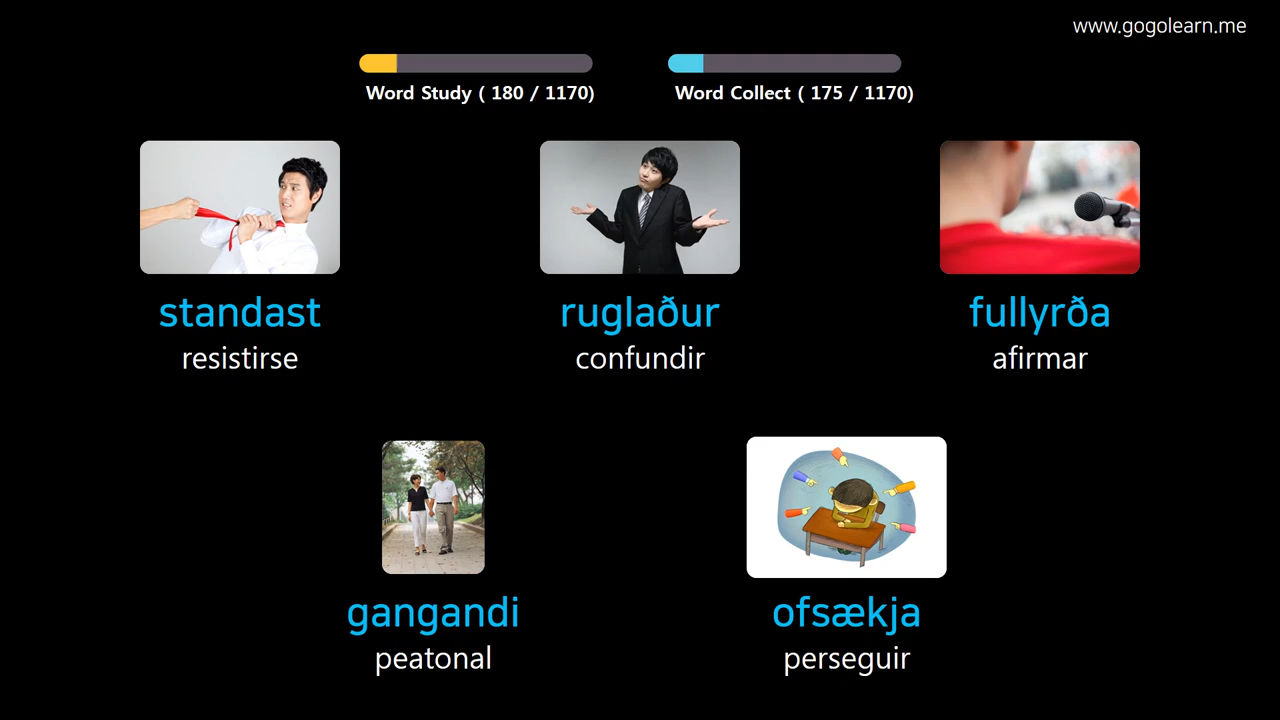 www.gogolearn.me
Word Study ( 180 / 1170)
Word Collect ( 175 / 1170)
standast
resistirse
ruglaður
confundir
fullyrða
afirmar
gangandi
peatonal
ofsækja
perseguir